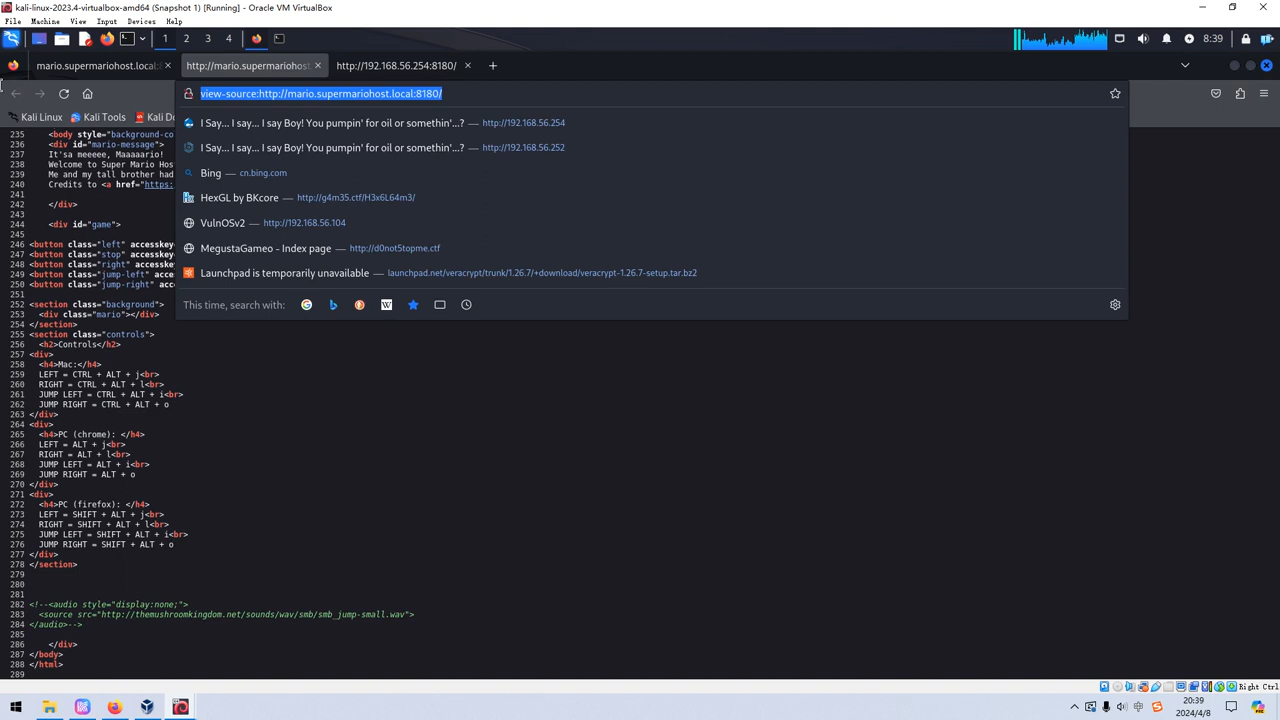 kali-linux-2023.4-virtualbox-amd64 (Snapshot 1) [Running] - Oracle VM VirtualBox
File Machine View Input Devices Help
1 2 3 4 8:39
mario.supermariohost.local: http://mario.supermariohost http://192.168.56.254:8180/
view-source:http://mario.supermariohost.local:8180/
Kali Linux Kali Tools Kali Do
I Say... I say... I say Boy! You pumpin' for oil or somethin'...? — http://192.168.56.254
I Say... I say... I say Boy! You pumpin' for oil or somethin'...? — http://192.168.56.252
Bing — cn.bing.com
HexGL by BKcore — http://g4m35.ctf/H3x6L64m3/
VulnOSv2 — http://192.168.56.104
MegustaGameo - Index page — http://d0not5topme.ctf
Launchpad is temporarily unavailable — launchpad.net/veracrypt/trunk/1.26.7/+download/veracrypt-1.26.7-setup.tar.bz2
This time, search with:
235 <body style="background-co
236 <div id="mario-message">
237 It'sa meeeee, Maaaaario!
238 Welcome to Super Mario Hos
239 Me and my tall brother had
240 Credits to <a href="https:
241
242 </div>
243
244 <div id="game">
245
246 <button class="left" accesskey=
247 <button class="stop" accesskey=
248 <button class="right" accesskey
249 <button class="jump-left" acces
250 <button class="jump-right" acce
251
252 <section class="background">
253 <div class="mario"></div>
254 </section>
255 <section class="controls">
256 <h2>Controls</h2>
257 <div>
258 <h4>Mac:</h4>
259 LEFT = CTRL + ALT + j<br>
260 RIGHT = CTRL + ALT + l<br>
261 JUMP LEFT = CTRL + ALT + i<br>
262 JUMP RIGHT = CTRL + ALT + o
263 </div>
264 <div>
265 <h4>PC (chrome): </h4>
266 LEFT = ALT + j<br>
267 RIGHT = ALT + l<br>
268 JUMP LEFT = ALT + i<br>
269 JUMP RIGHT = ALT + o
270 </div>
271 <div>
272 <h4>PC (firefox): </h4>
273 LEFT = SHIFT + ALT + j<br>
274 RIGHT = SHIFT + ALT + l<br>
275 JUMP LEFT = SHIFT + ALT + i<br>
276 JUMP RIGHT = SHIFT + ALT + o
277 </div>
278 </section>
279
280
281
282 <!--<audio style="display:none;">
283 <source src="http://themushroomkingdom.net/sounds/wav/smb/smb_jump-small.wav">
284 </audio>-->
285
286 </div>
287 </body>
288 </html>
289
Right Ctrl
中
20:39
2024/4/8